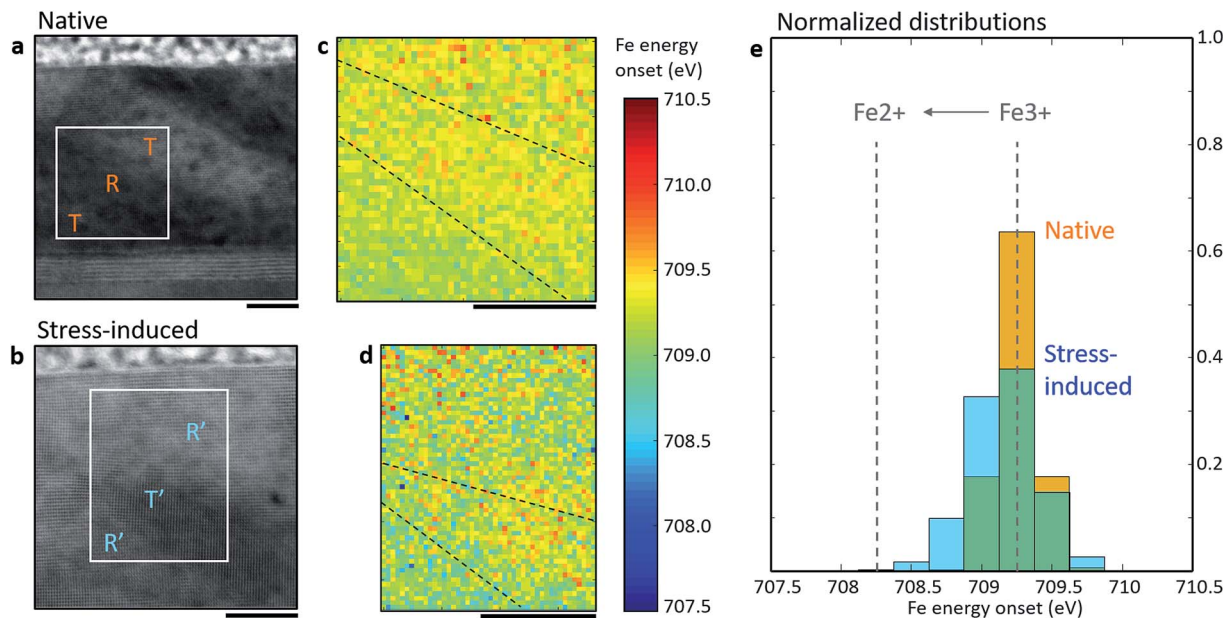 Native
a
T
R
T
c
Fe energy
onset (eV)
710.5
710.0
709.5
709.0
708.5
708.0
707.5
Stress-induced
b
R’
T’
R’
d
Normalized distributions
e
1.0
0.8
0.6
0.4
0.2
Fe2+
Fe3+
Native
Stress-
induced
707.5
708
708.5
709
709.5
710
710.5
Fe energy onset (eV)